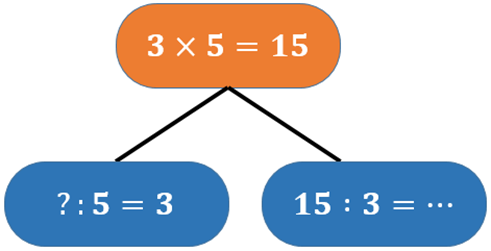 3 × 5 = 15
? : 5 = 3
15 : 3 = ⋯